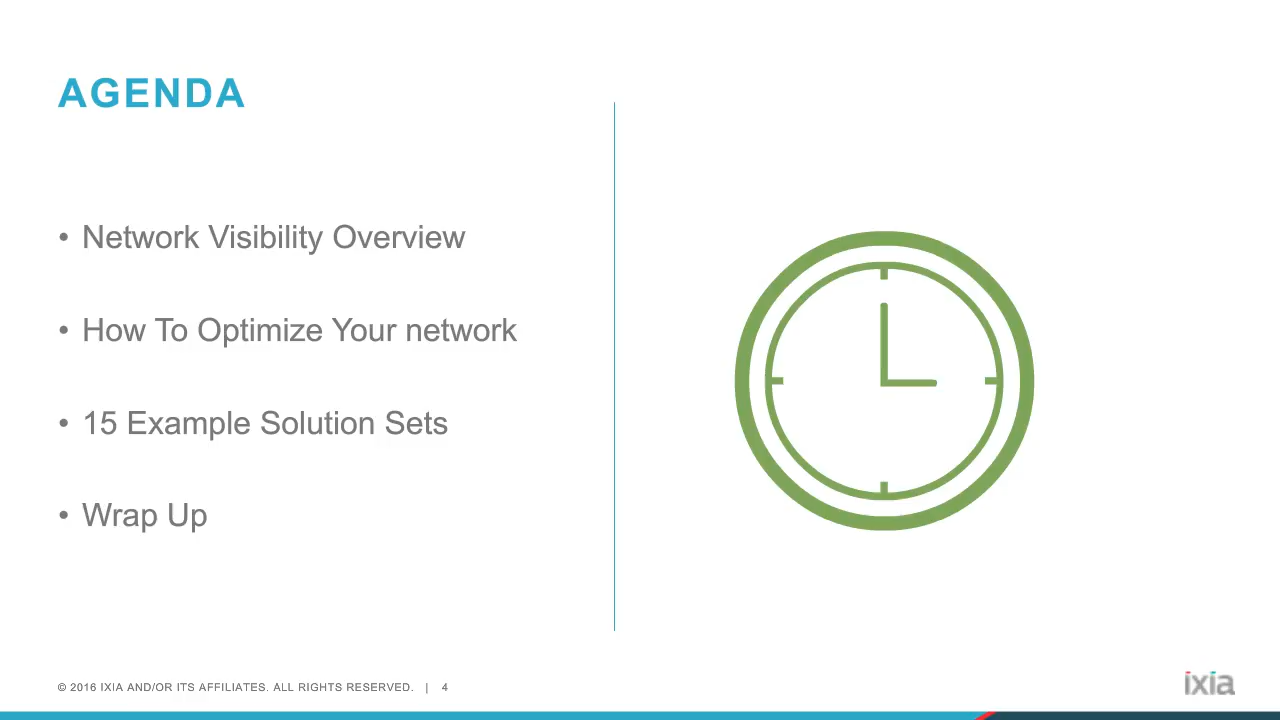 AGENDA
• Network Visibility Overview
• How To Optimize Your network
• 15 Example Solution Sets
• Wrap Up
© 2016 IXIA AND/OR ITS AFFILIATES. ALL RIGHTS RESERVED. | 4
ixia